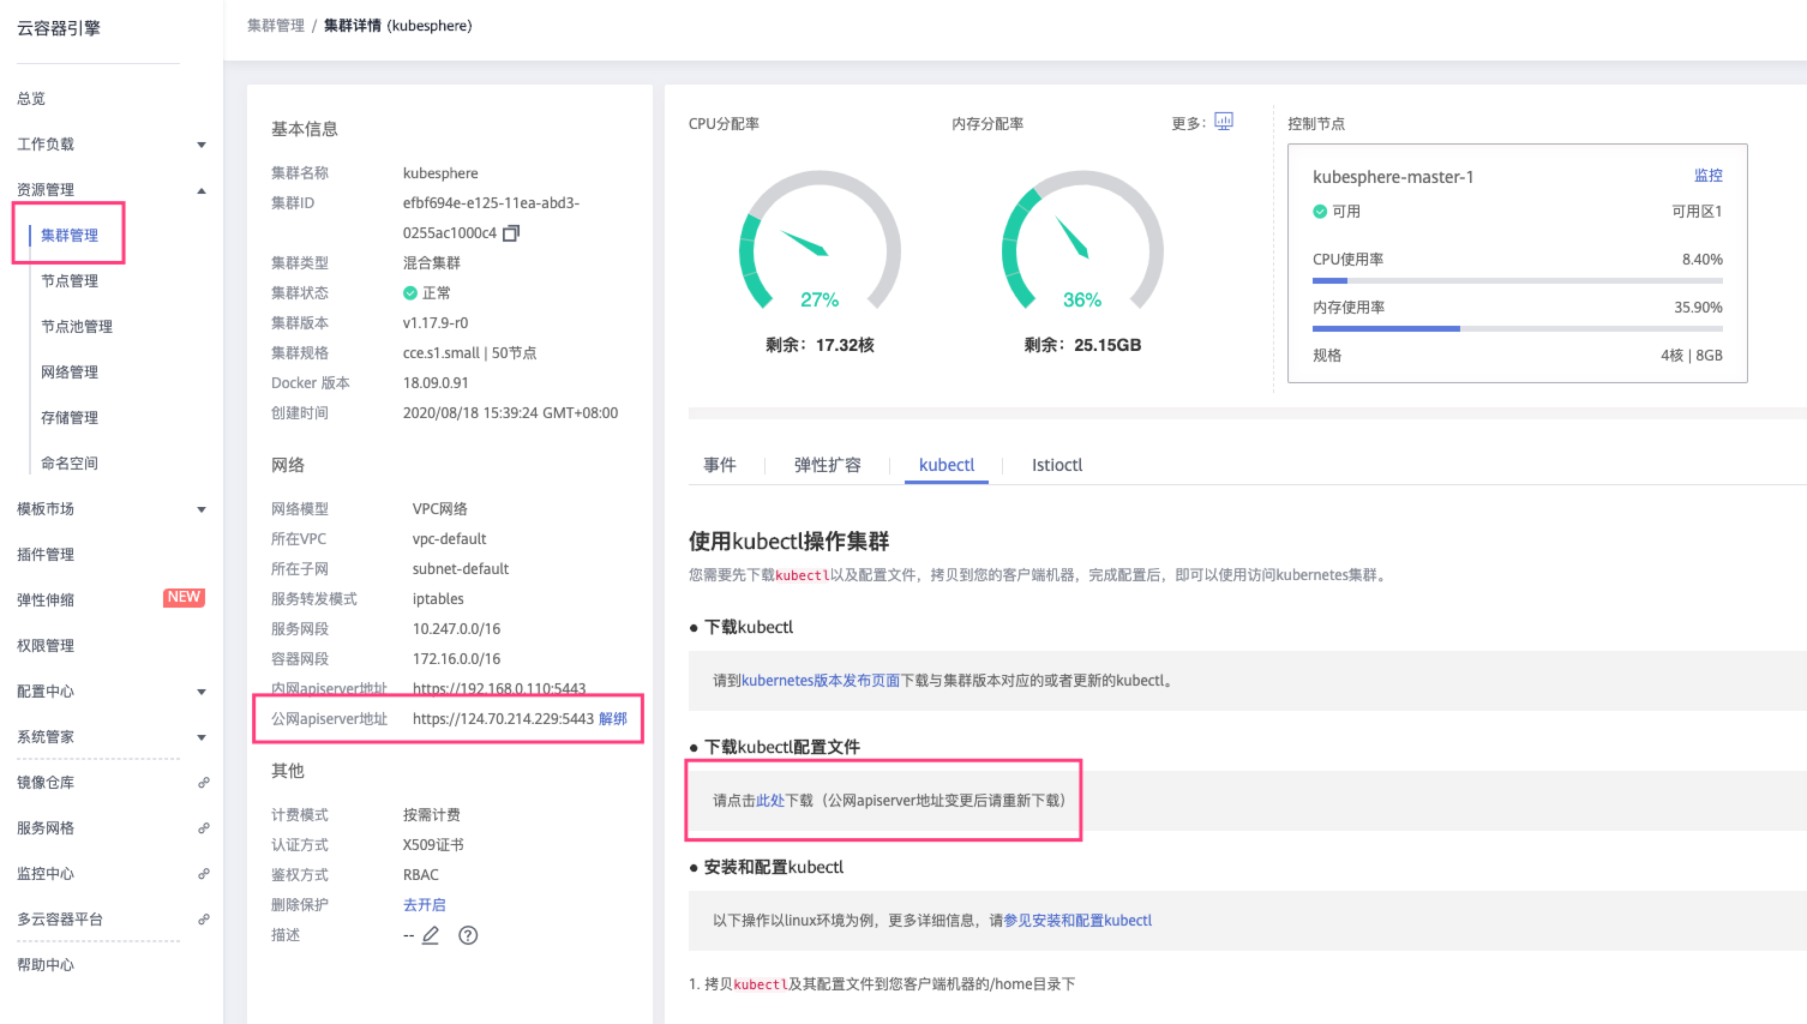 云容器引擎
总览
工作负载
资源管理
集群管理
节点管理
节点池管理
网络管理
存储管理
命名空间
模板市场
插件管理
弹性伸缩 NEW
权限管理
配置中心
系统管家
镜像仓库
服务网格
监控中心
多云容器平台
帮助中心
集群管理 / 集群详情 (kubesphere)
基本信息
集群名称 kubesphere
集群ID efbf694e-e125-11ea-abd3-
0255ac1000c4
集群类型 混合集群
集群状态 正常
集群版本 v1.17.9-r0
集群规格 cce.s1.small | 50节点
Docker 版本 18.09.0.91
创建时间 2020/08/18 15:39:24 GMT+08:00
网络
网络模型 VPC网络
所在VPC vpc-default
所在子网 subnet-default
服务转发模式 iptables
服务网段 10.247.0.0/16
容器网段 172.16.0.0/16
内网apiserver地址 https://192.168.0.110:5443
公网apiserver地址 https://124.70.214.229:5443 解绑
其他
计费模式 按需计费
认证方式 X509证书
鉴权方式 RBAC
删除保护 去开启
描述 --
CPU分配率
27%
剩余：17.32核
内存分配率
36%
剩余：25.15GB
更多：
控制节点
kubesphere-master-1 监控
可用 可用区1
CPU使用率 8.40%
内存使用率 35.90%
规格 4核 | 8GB
事件 弹性扩容 kubectl Istioctl
使用kubectl操作集群
您需要先下载kubectl以及配置文件，拷贝到您的客户端机器，完成配置后，即可以使用访问kubernetes集群。
● 下载kubectl
请到kubernetes版本发布页面下载与集群版本对应的或者更新的kubectl。
● 下载kubectl配置文件
请点击此处下载（公网apiserver地址变更后请重新下载）
● 安装和配置kubectl
以下操作以linux环境为例，更多详细信息，请参见安装和配置kubectl
1. 拷贝kubectl及其配置文件到您客户端机器的/home目录下